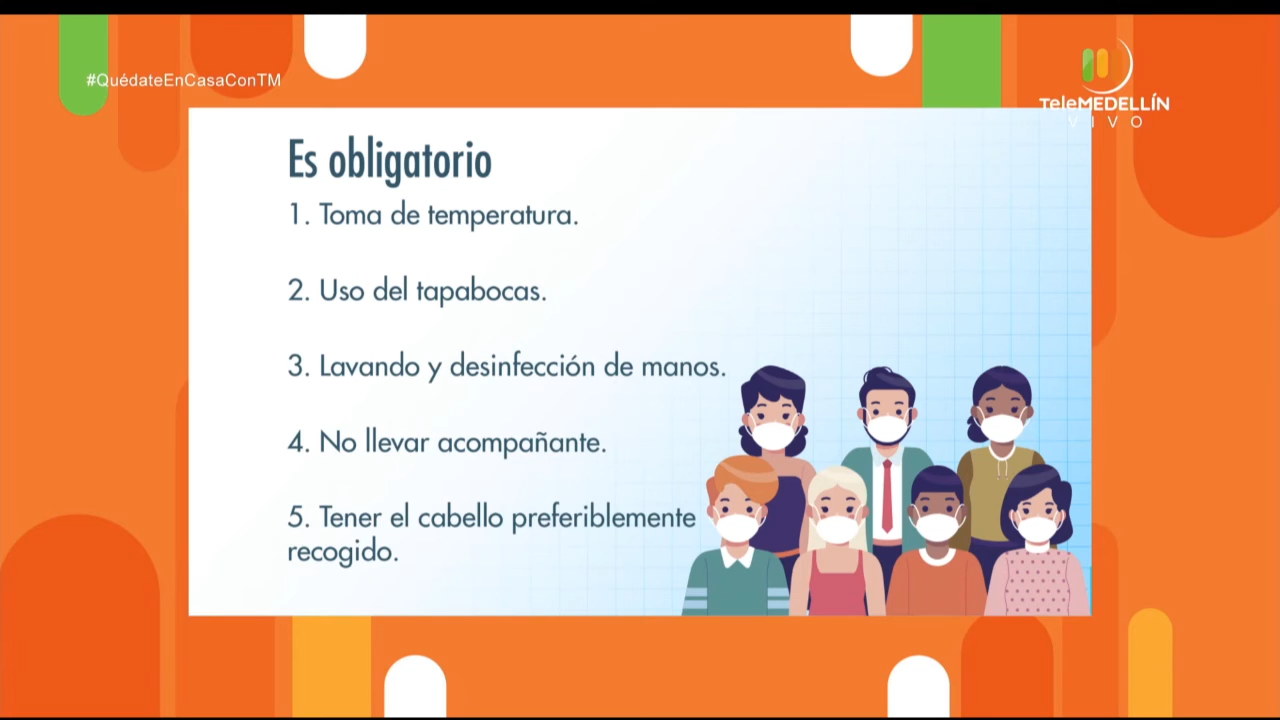 #QuédateEnCasaConTM
TeleMEDELLÍN
VIVO
Es obligatorio
1. Toma de temperatura.
2. Uso del tapabocas.
3. Lavando y desinfección de manos.
4. No llevar acompañante.
5. Tener el cabello preferiblemente
recogido.